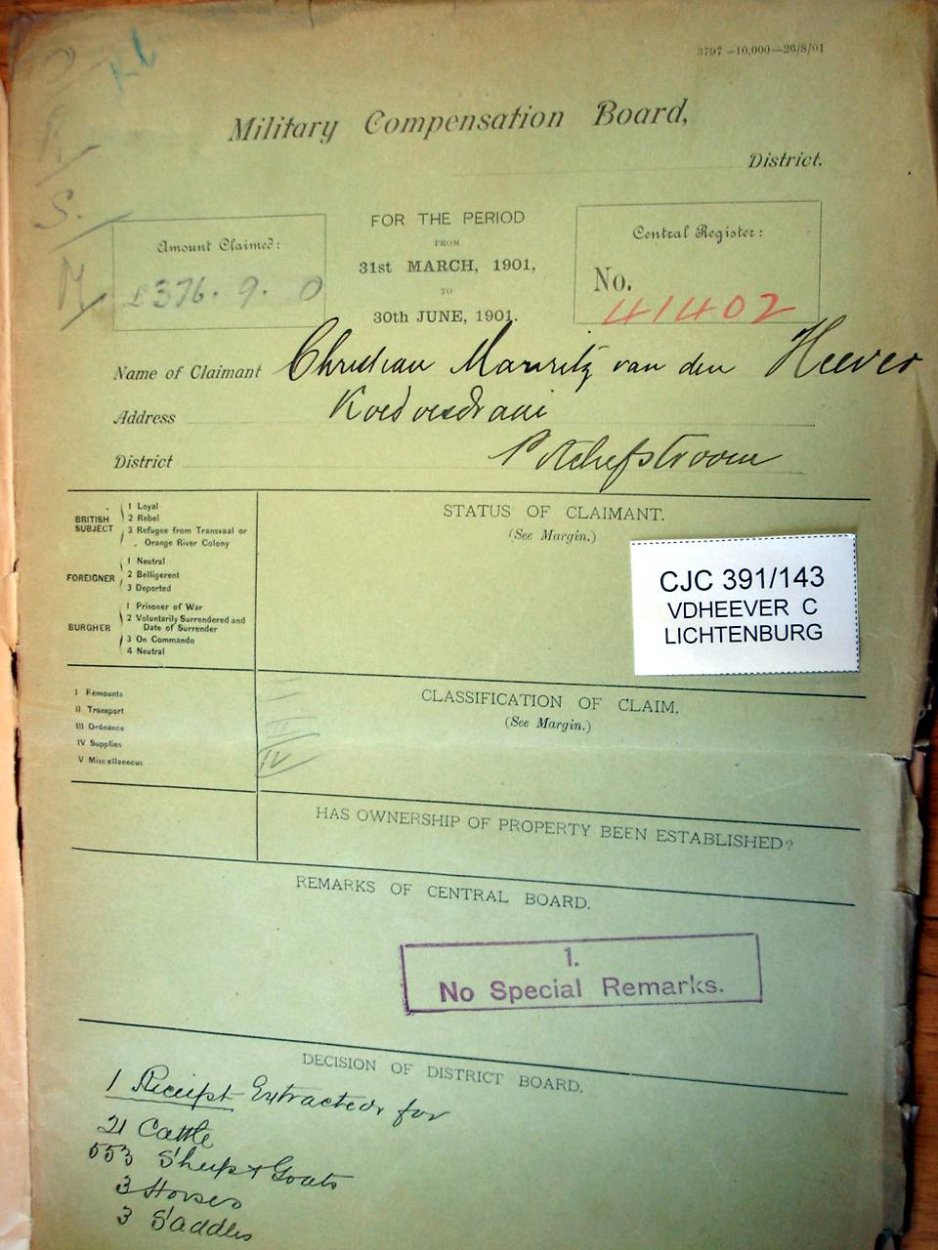 3797—10,000—26/8/01
Military Compensation Board,
District.
Amount Claimed:
£376. 9. 0
FOR THE PERIOD
FROM
31st MARCH, 1901,
TO
30th JUNE, 1901.
Central Register:
No.
41402
Name of Claimant Christian Mauritz van den Heever
Address
District Potchefstroom
BRITISH SUBJECT
1 Loyal
2 Rebel
3 Refugee from Transvaal or
Orange River Colony
FOREIGNER
1 Neutral
2 Belligerent
3 Deported
BURGHER
1 Prisoner of War
2 Voluntarily Surrendered and
Date of Surrender
3 On Commando
4 Neutral
STATUS OF CLAIMANT.
(See Margin.)
CJC 391/143
VDHEEVER C
LICHTENBURG
I Remounts
II Transport
III Ordnance
IV Supplies
V Miscellaneous
CLASSIFICATION OF CLAIM.
(See Margin.)
IV
HAS OWNERSHIP OF PROPERTY BEEN ESTABLISHED?
REMARKS OF CENTRAL BOARD.
1.
No Special Remarks.
DECISION OF DISTRICT BOARD.
1 Receipt Extracted for
21 Cattle
553 Sheep & Goats
3 Horses
3 Saddles